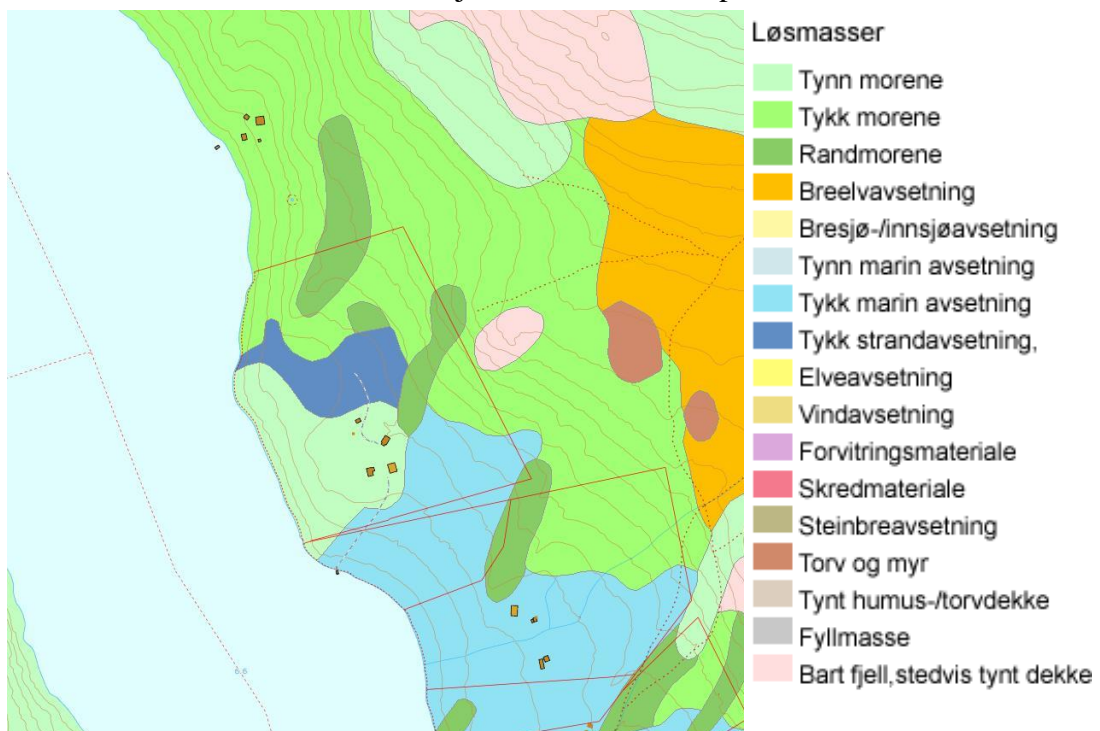 Løsmasser
Tynn morene
Tykk morene
Randmorene
Breelvavsetning
Bresjø-/innsjøavsetning
Tynn marin avsetning
Tykk marin avsetning
Tykk strandavsetning,
Elveavsetning
Vindavsetning
Forvitringsmateriale
Skredmateriale
Steinbreavsetning
Torv og myr
Tynt humus-/torvdekke
Fyllmasse
Bart fjell,stedvis tynt dekke